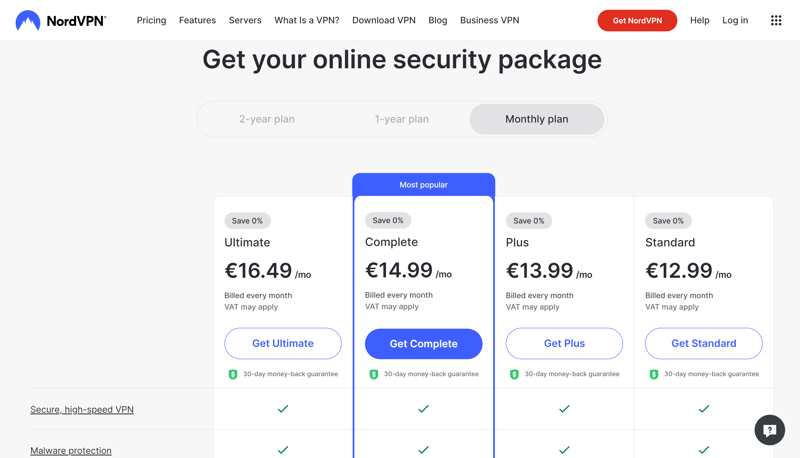 NordVPN®
Pricing Features Servers What Is a VPN? Download VPN Blog Business VPN Get NordVPN Help Log in
Get your online security package
2-year plan 1-year plan Monthly plan
Most popular
Save 0% Save 0% Save 0% Save 0%
Ultimate Complete Plus Standard
€16.49 /mo €14.99 /mo €13.99 /mo €12.99 /mo
Billed every month Billed every month Billed every month Billed every month
VAT may apply VAT may apply VAT may apply VAT may apply
Get Ultimate Get Complete Get Plus Get Standard
$ 30-day money-back guarantee $ 30-day money-back guarantee $ 30-day money-back guarantee $ 30-day money-back guarantee
Secure, high-speed VPN
?
Malware protection